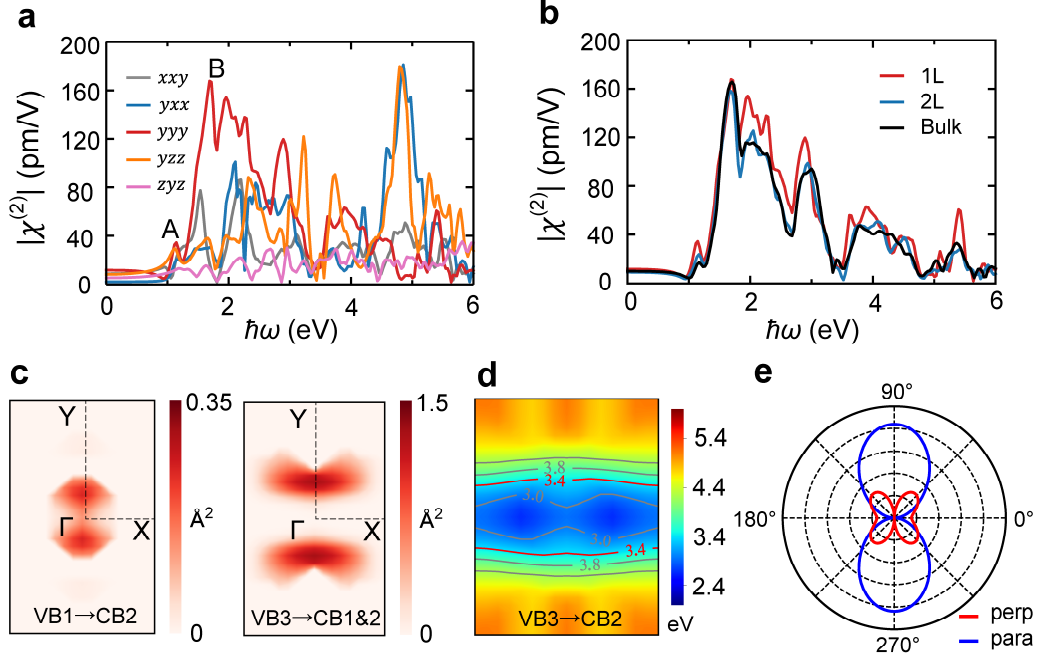 a
|χ⁽²⁾| (pm/V)
200
160
120
80
40
0
0
2
4
6
ħω (eV)
xxy
yxx
yyy
yzz
zyz
A
B
b
|χ⁽²⁾| (pm/V)
200
160
120
80
40
0
0
2
4
6
ħω (eV)
1L
2L
Bulk
c
Y
Γ
X
VB1→CB2
0.35
Å²
0
Y
Γ
X
VB3→CB1&2
1.5
Å²
0
d
3.8
3.4
3.0
3.0
3.4
3.8
VB3→CB2
5.4
4.4
3.4
2.4
eV
e
90°
180°
0°
270°
perp
para